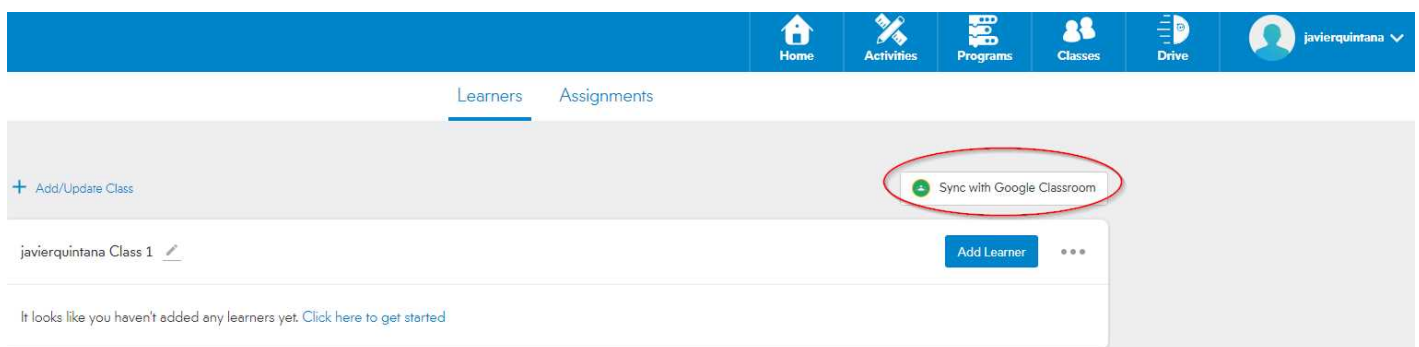 Home Activities Programs Classes Drive javierquintana
Learners Assignments
+ Add/Update Class Sync with Google Classroom
javierquintana Class 1 Add Learner
It looks like you haven't added any learners yet. Click here to get started